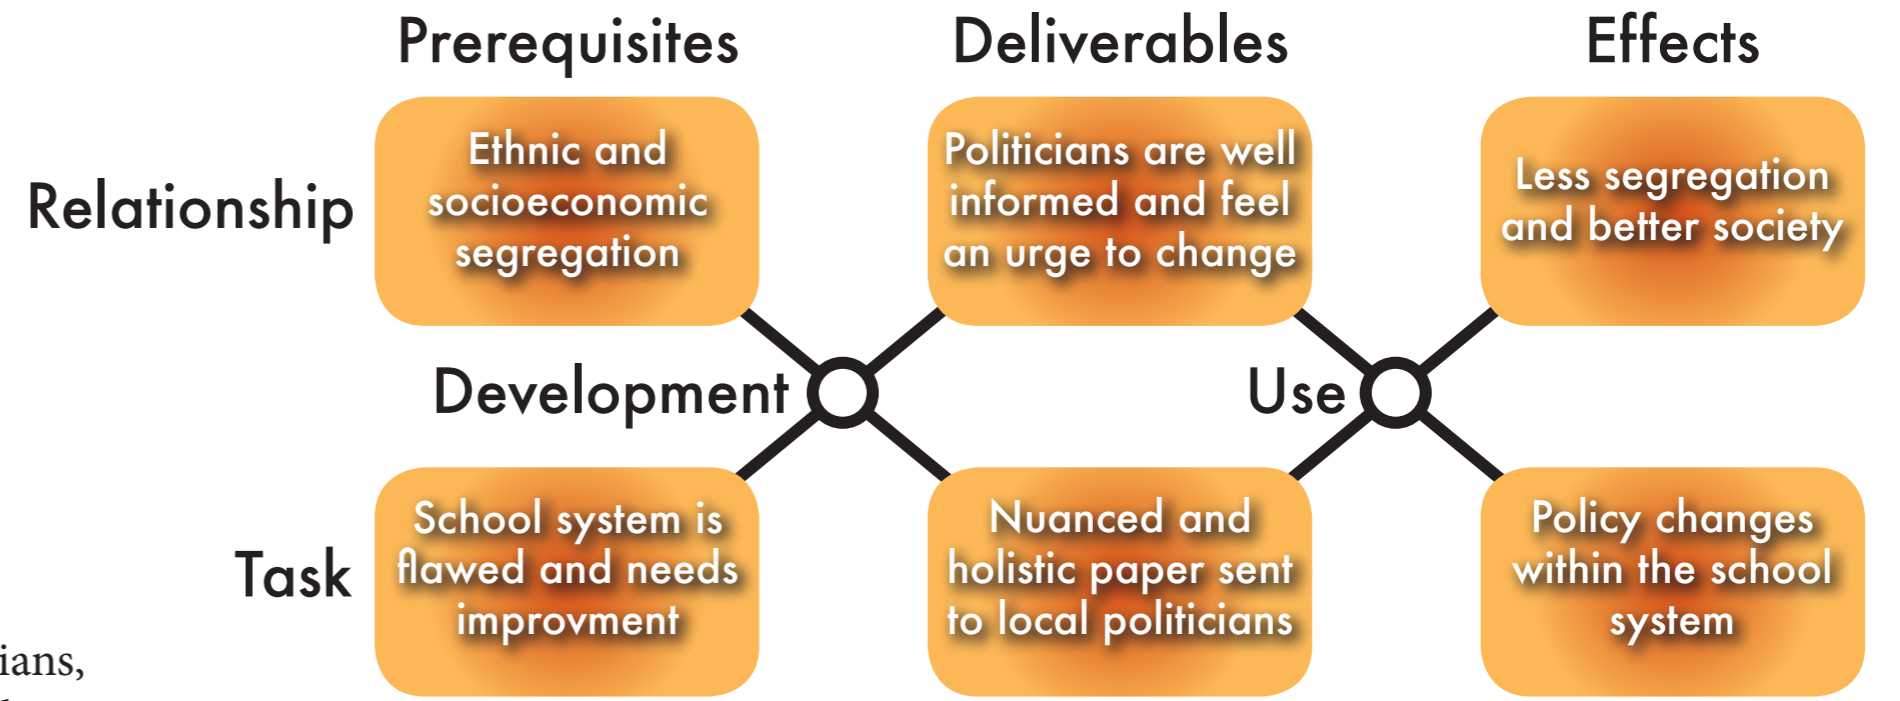 Prerequisites
Deliverables
Effects
Relationship
Ethnic and
socioeconomic
segregation
Politicians are well
informed and feel
an urge to change
Less segregation
and better society
Development
Use
Task
School system is
flawed and needs
improvment
Nuanced and
holistic paper sent
to local politicians
Policy changes
within the school
system
ians,